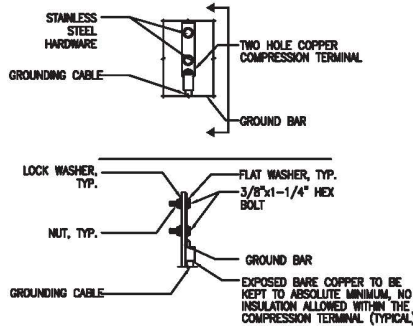 STAINLESS
STEEL
HARDWARE
TWO HOLE COPPER
COMPRESSION TERMINAL
GROUNDING CABLE
GROUND BAR
LOCK WASHER,
TYP.
FLAT WASHER, TYP.
3/8"x1-1/4" HEX
BOLT
NUT, TYP.
GROUND BAR
GROUNDING CABLE
EXPOSED BARE COPPER TO BE
KEPT TO ABSOLUTE MINIMUM, NO
INSULATION ALLOWED WITHIN THE
COMPRESSION TERMINAL (TYPICAL)